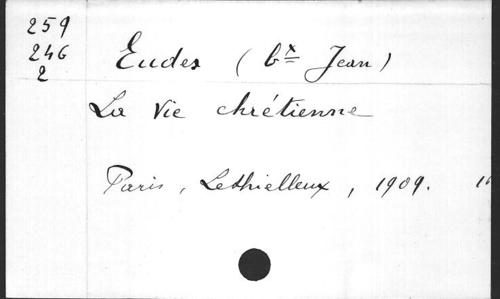 259
246
2
Eudes (bx Jean)
La Vie chrétienne
Paris, Lethielleux, 1909.